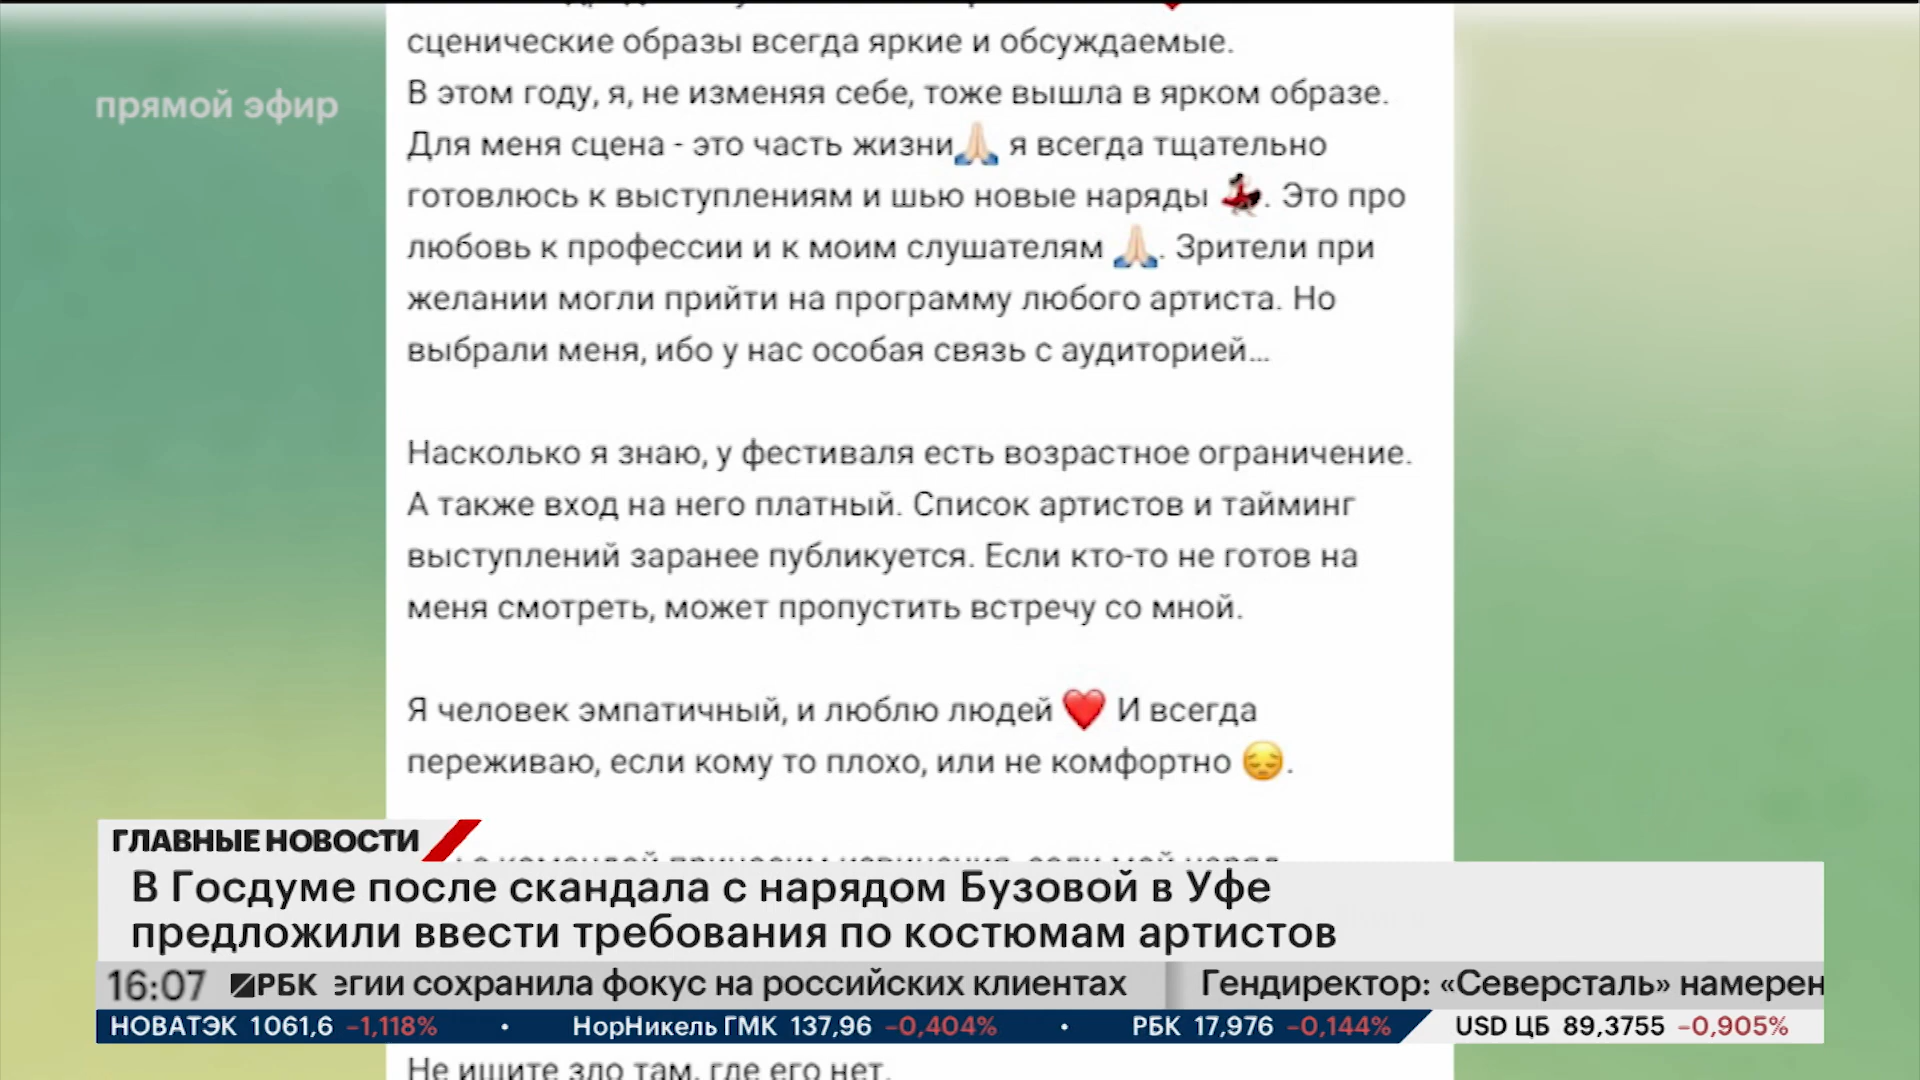 сценические образы всегда яркие и обсуждаемые.
прямой эфир
В этом году, я, не изменяя себе, тоже вышла в ярком образе.
Для меня сцена - это часть жизни🙏🏻 я всегда тщательно
готовлюсь к выступлениям и шью новые наряды 💃. Это про
любовь к профессии и к моим слушателям 🙏🏻. Зрители при
желании могли прийти на программу любого артиста. Но
выбрали меня, ибо у нас особая связь с аудиторией...
Насколько я знаю, у фестиваля есть возрастное ограничение.
А также вход на него платный. Список артистов и тайминг
выступлений заранее публикуется. Если кто-то не готов на
меня смотреть, может пропустить встречу со мной.
Я человек эмпатичный, и люблю людей ❤️ И всегда
переживаю, если кому то плохо, или не комфортно 😔.
командой приносим извинения, если мой наряд
ГЛАВНЫЕ НОВОСТИ
В Госдуме после скандала с нарядом Бузовой в Уфе
предложили ввести требования по костюмам артистов
16:07 РБК егии сохранила фокус на российских клиентах Гендиректор: «Северсталь» намерен
НОВАТЭК 1061,6 -1,118% • НорНикель ГМК 137,96 -0,404% • РБК 17,976 -0,144% USD ЦБ 89,3755 -0,905%
Не ищите зло там, где его нет.